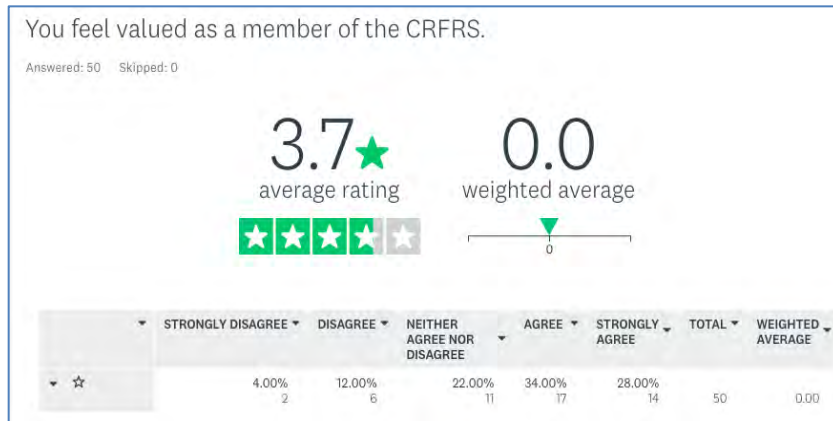 You feel valued as a member of the CRFRS.
Answered: 50 Skipped: 0
3.7 0.0
average rating weighted average
0
STRONGLY DISAGREE DISAGREE NEITHER AGREE NOR DISAGREE AGREE STRONGLY AGREE TOTAL WEIGHTED AVERAGE
4.00% 12.00% 22.00% 34.00% 28.00%
2 6 11 17 14 50 0.00